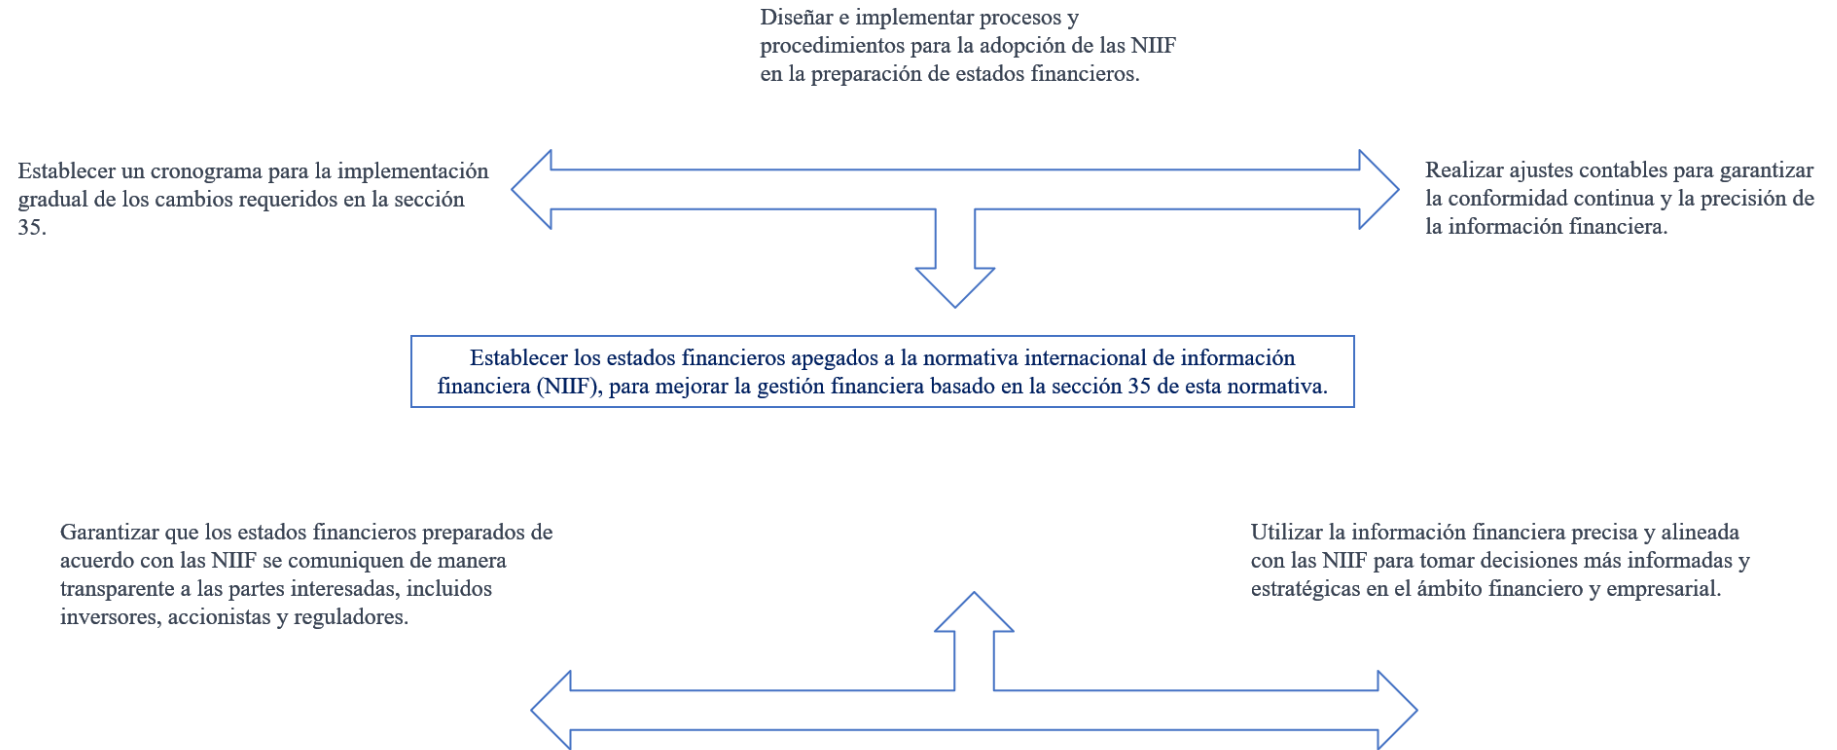 Diseñar e implementar procesos y
procedimientos para la adopción de las NIIF
en la preparación de estados financieros.
Establecer un cronograma para la implementación
gradual de los cambios requeridos en la sección
35.
Realizar ajustes contables para garantizar
la conformidad continua y la precisión de
la información financiera.
Establecer los estados financieros apegados a la normativa internacional de información
financiera (NIIF), para mejorar la gestión financiera basado en la sección 35 de esta normativa.
Garantizar que los estados financieros preparados de
acuerdo con las NIIF se comuniquen de manera
transparente a las partes interesadas, incluidos
inversores, accionistas y reguladores.
Utilizar la información financiera precisa y alineada
con las NIIF para tomar decisiones más informadas y
estratégicas en el ámbito financiero y empresarial.